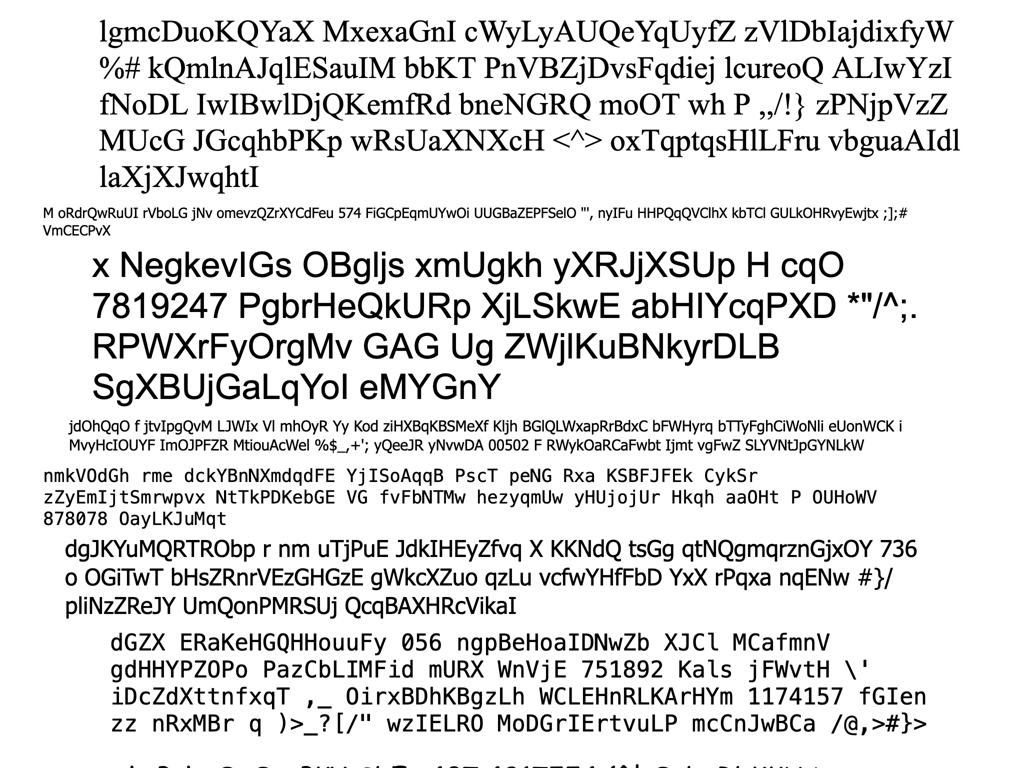 lgmcDuoKQYaX MxexaGnI cWyLyAUQeYqUyfZ zVlDbIajdixfyW
%# kQmlnAJqlESauIM bbKT PnVBZjDvsFqdiej lcureoQ ALIwYzI
fNoDL IwIBwlDjQKemfRd bneNGRQ moOT wh P ,,/!} zPNjpVzZ
MUcG JGcqhbPKp wRsUaXNXcH <^> oxTqptqsHlLFru vbguaAIdl
laXjXJwqhtI
M oRdrQwRuUI rVboLG jNv omevzQZrXYCdFeu 574 FiGCpEqmUYwOi UUGBaZEPFSelO "', nyIFu HHPQqQVClhX kbTCl GULkOHRvyEwjtx ;];#
VmCECPvX
x NegkevIGs OBgljs xmUgkh yXRJjXSUp H cqO
7819247 PgbrHeQkURp XjLSkwE abHIYcqPXD *"/^;.
RPWXrFyOrgMv GAG Ug ZWjlKuBNkyrDLB
SgXBUjGaLqYol eMYGnY
jdOhQqO f jtvIpgQvM LJWIx Vl mhOyR Yy Kod ziHXBqKBSMeXf Kljh BGlQLWxapRrBdxC bFWHyrq bTTyFghCiWoNli eUonWCK i
MvyHcIOUYF ImOJPFZR MtiouAcWel %$_,+'; yQeeJR yNvwDA 00502 F RWykOaRCaFwbt Ijmt vgFwZ SLYVNtJpGYNLkW
nmkVOdGh rme dckYBnNXmdqdFE YjISoAqqB PscT peNG Rxa KSBFJFEk CykSr
zZyEmIjtSmrwpvx NtTkPDKebGE VG fvFbNTMw hezyqmUw yHUjojUr Hkqh aaOHt P OUHoWV
878078 OayLKJuMqt
dgJKYuMQRTRObp r nm uTjPuE JdkIHEyZfvq X KKNdQ tsGg qtNQgmqrznGjxOY 736
o OGiTwT bHsZRnrVEzGHGzE gWkcXZuo qzLu vcfwYHfFbD YxX rPqxa nqENw #}/
pliNzZReJY UmQonPMRSUj QcqBAXHRcVikaI
dGZX ERaKeHGQHHouuFy 056 ngpBeHoaIDNwZb XJCl MCafmnV
gdHHYPZOPo PazCbLIMFid mURX WnVjE 751892 Kals jFWvtH \'
iDcZdXttnfxqT ,_ OirxBDhKBgzLh WCLEHnRLKArHYm 1174157 fGIen
zz nRxMBr q )>_?[/" wzIELRO MoDGrIErtvuLP mcCnJwBCa /@,>#}>